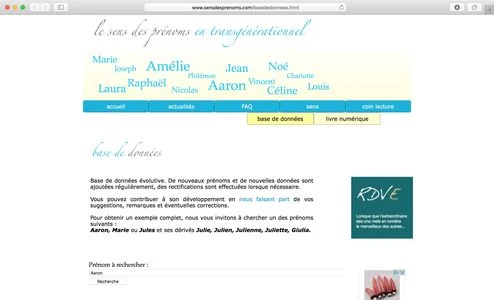 www.sensdesprenoms.com/basededonnees.html
le sens des prénoms en transgénérationnel
Marie
Joseph
Amélie
Philémon
Jean
Noé
Charlotte
Laura
Raphaël
Nicolas
Aaron
Vincent
Céline
Louis
accueil
actualités
FAQ
sens
coin lecture
base de données
livre numérique
base de données
Base de données évolutive. De nouveaux prénoms et de nouvelles données sont
ajoutées régulièrement, des rectifications sont effectuées lorsque nécessaire.
Vous pouvez contribuer à son développement en nous faisant part de vos
suggestions, remarques et éventuelles corrections.
Pour obtenir un exemple complet, nous vous invitons à chercher un des prénoms
suivants :
Aaron, Marie ou Jules et ses dérivés Julie, Julien, Julienne, Juliette, Giulia.
RDVE
Lorsque l'extraordinaire
des uns mets en lumière
le merveilleux des autres...
Prénom à rechercher :
Aaron
Recherche